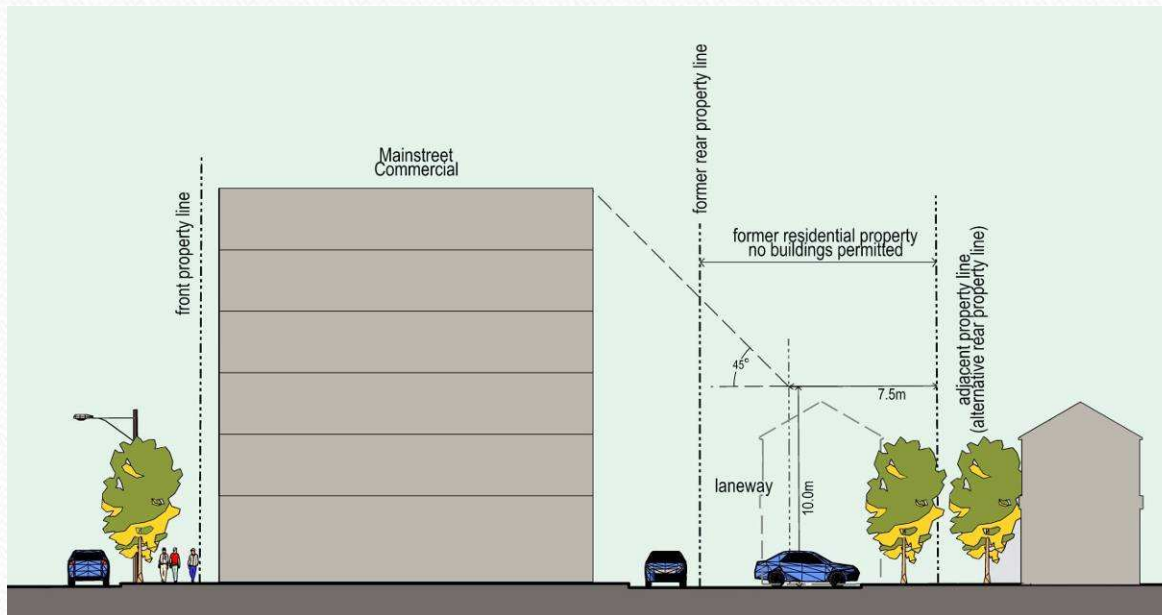 Mainstreet
Commercial
front property line
former rear property line
former residential property
no buildings permitted
adjacent property line
(alternative rear property line)
45°
7.5m
laneway
10.0m